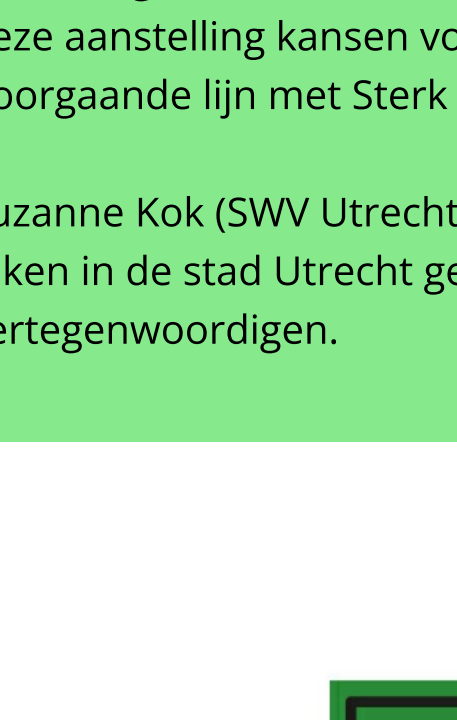 eze aanstelling kansen vo
oorgaande lijn met Sterk
uzanne Kok (SWV Utrecht
ken in de stad Utrecht ge
ertegenwoordigen.